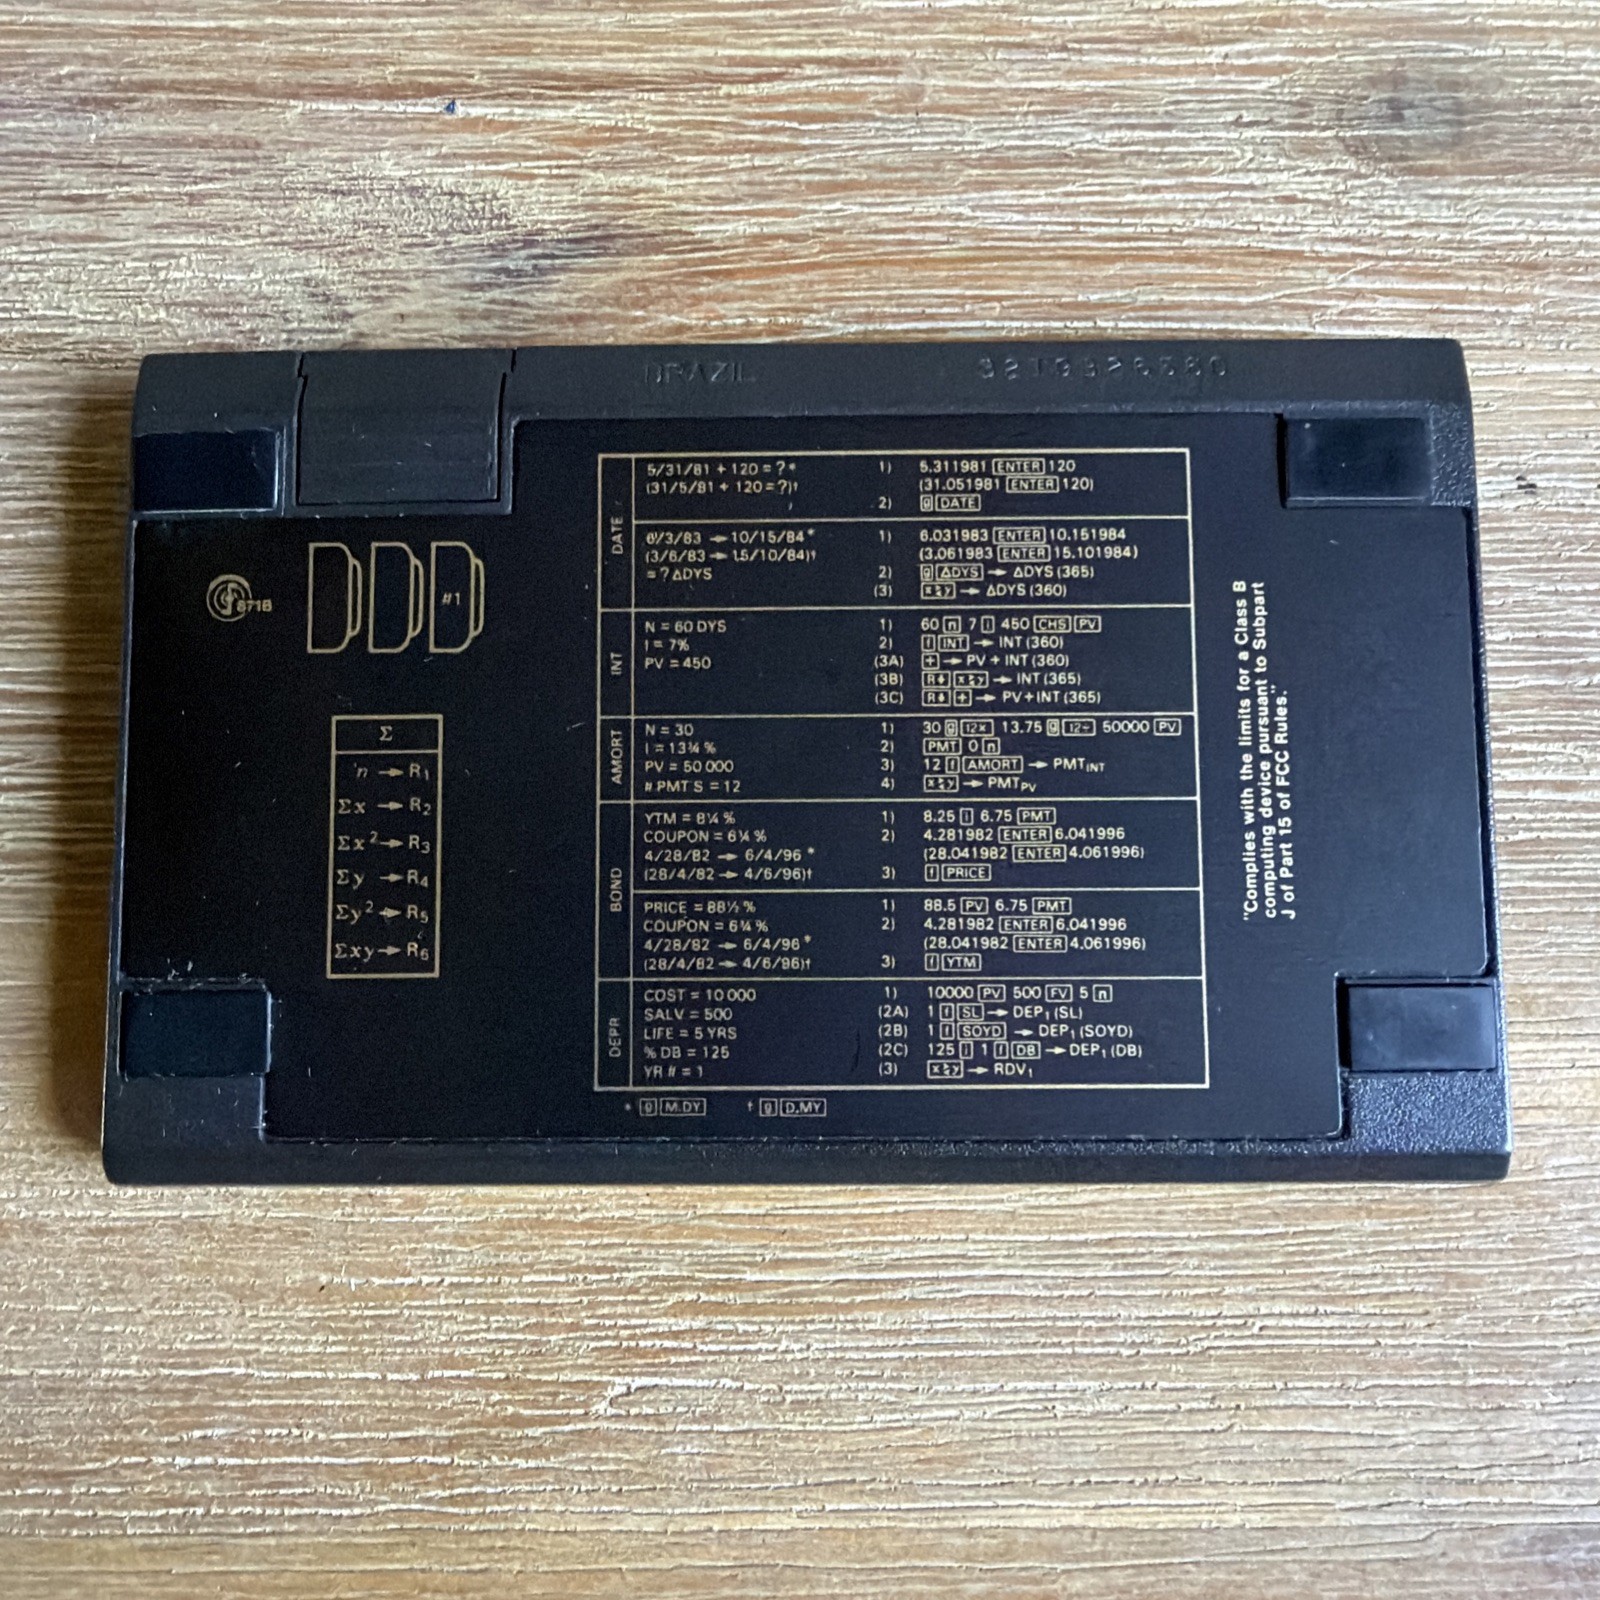 BRAZIL
871B
#1
Σ
n → R1
Σx → R2
Σx² → R3
Σy → R4
Σy² → R5
Σxy → R6
DATE
5/31/81 + 120 = ?* 1) 5.311981 ENTER 120
(31/5/81 + 120 = ?)† (31.051981 ENTER 120)
2) g DATE
6/3/83 → 10/15/84* 1) 6.031983 ENTER 10.151984
(3/6/83 → 15/10/84)† (3.061983 ENTER 15.101984)
= ? ΔDYS 2) g ΔDYS → ΔDYS (365)
(3) x≷y → ΔDYS (360)
INT
N = 60 DYS 1) 60 n 7 i 450 CHS PV
I = 7% 2) f INT → INT (360)
PV = 450 (3A) + → PV + INT (360)
(3B) R↓ x≷y → INT (365)
(3C) R↓ + → PV + INT (365)
AMORT
N = 30 1) 30 g 12× 13.75 g 12÷ 50000 PV
I = 13¾ % 2) PMT 0 n
PV = 50 000 3) 12 f AMORT → PMT INT
# PMT S = 12 4) x≷y → PMT PV
BOND
YTM = 8¼ % 1) 8.25 i 6.75 PMT
COUPON = 6¾ % 2) 4.281982 ENTER 6.041996
4/28/82 → 6/4/96 * (28.041982 ENTER 4.061996)
(28/4/82 → 4/6/96)† 3) f PRICE
PRICE = 88½ % 1) 88.5 PV 6.75 PMT
COUPON = 6¾ % 2) 4.281982 ENTER 6.041996
4/28/82 → 6/4/96 * (28.041982 ENTER 4.061996)
(28/4/82 → 4/6/96)† 3) f YTM
DEPR
COST = 10 000 1) 10000 PV 500 FV 5 n
SALV = 500 (2A) 1 f SL → DEP1 (SL)
LIFE = 5 YRS (2B) 1 f SOYD → DEP1 (SOYD)
% DB = 125 (2C) 125 i 1 f DB → DEP1 (DB)
YR # = 1 (3) x≷y → RDV1
* g M.DY † g D.MY
"Complies with the limits for a Class B
computing device pursuant to Subpart
J of Part 15 of FCC Rules."